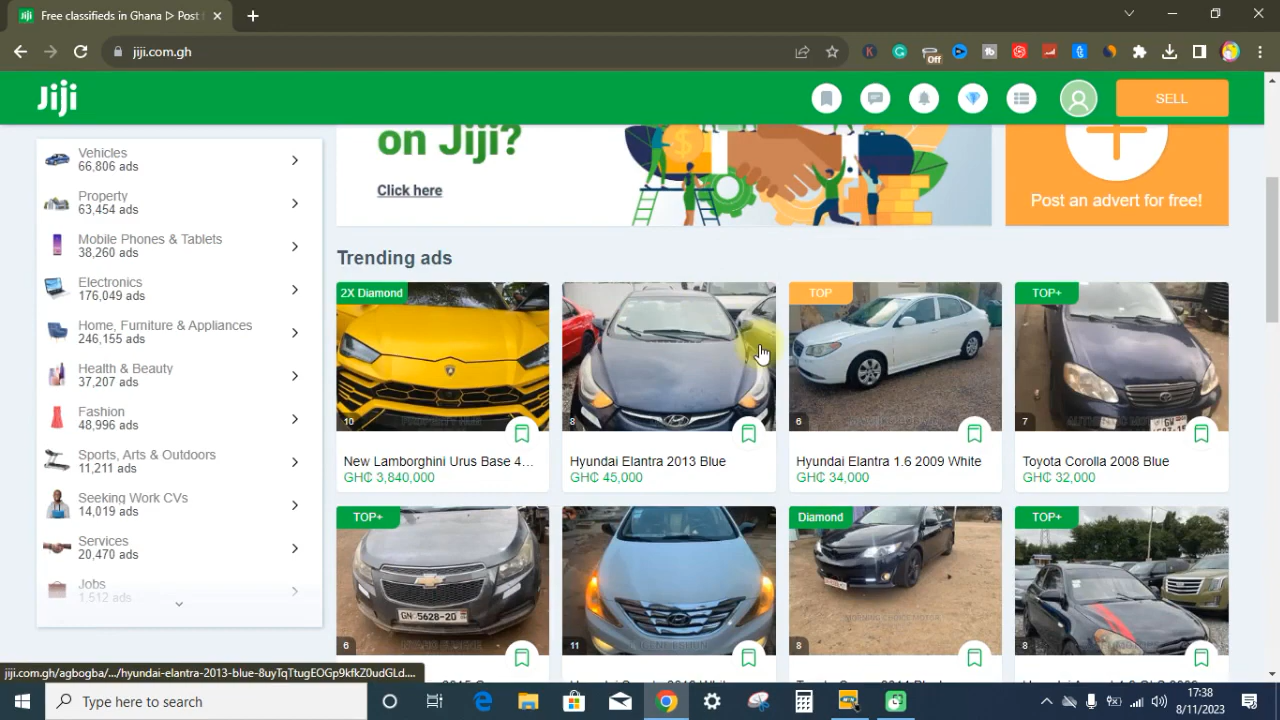 Free classifieds in Ghana ▷ Post f
jiji.com.gh
Off
Jiji
SELL
on Jiji?
Click here
Post an advert for free!
Vehicles
66,806 ads
Property
63,454 ads
Mobile Phones & Tablets
38,260 ads
Electronics
176,049 ads
Home, Furniture & Appliances
246,155 ads
Health & Beauty
37,207 ads
Fashion
48,996 ads
Sports, Arts & Outdoors
11,211 ads
Seeking Work CVs
14,019 ads
Services
20,470 ads
Jobs
1,512 ads
Trending ads
2X Diamond
10
New Lamborghini Urus Base 4...
GH₵ 3,840,000
8
Hyundai Elantra 2013 Blue
GH₵ 45,000
TOP
6
Hyundai Elantra 1.6 2009 White
GH₵ 34,000
TOP+
7
Toyota Corolla 2008 Blue
GH₵ 32,000
TOP+
GN 5628-20
6
11
Diamond
8
TOP+
8
jiji.com.gh/agbogba/.../hyundai-elantra-2013-blue-8uyTqTtugEOGp9kfkZ0udGLd....
Type here to search
17:38
8/11/2023